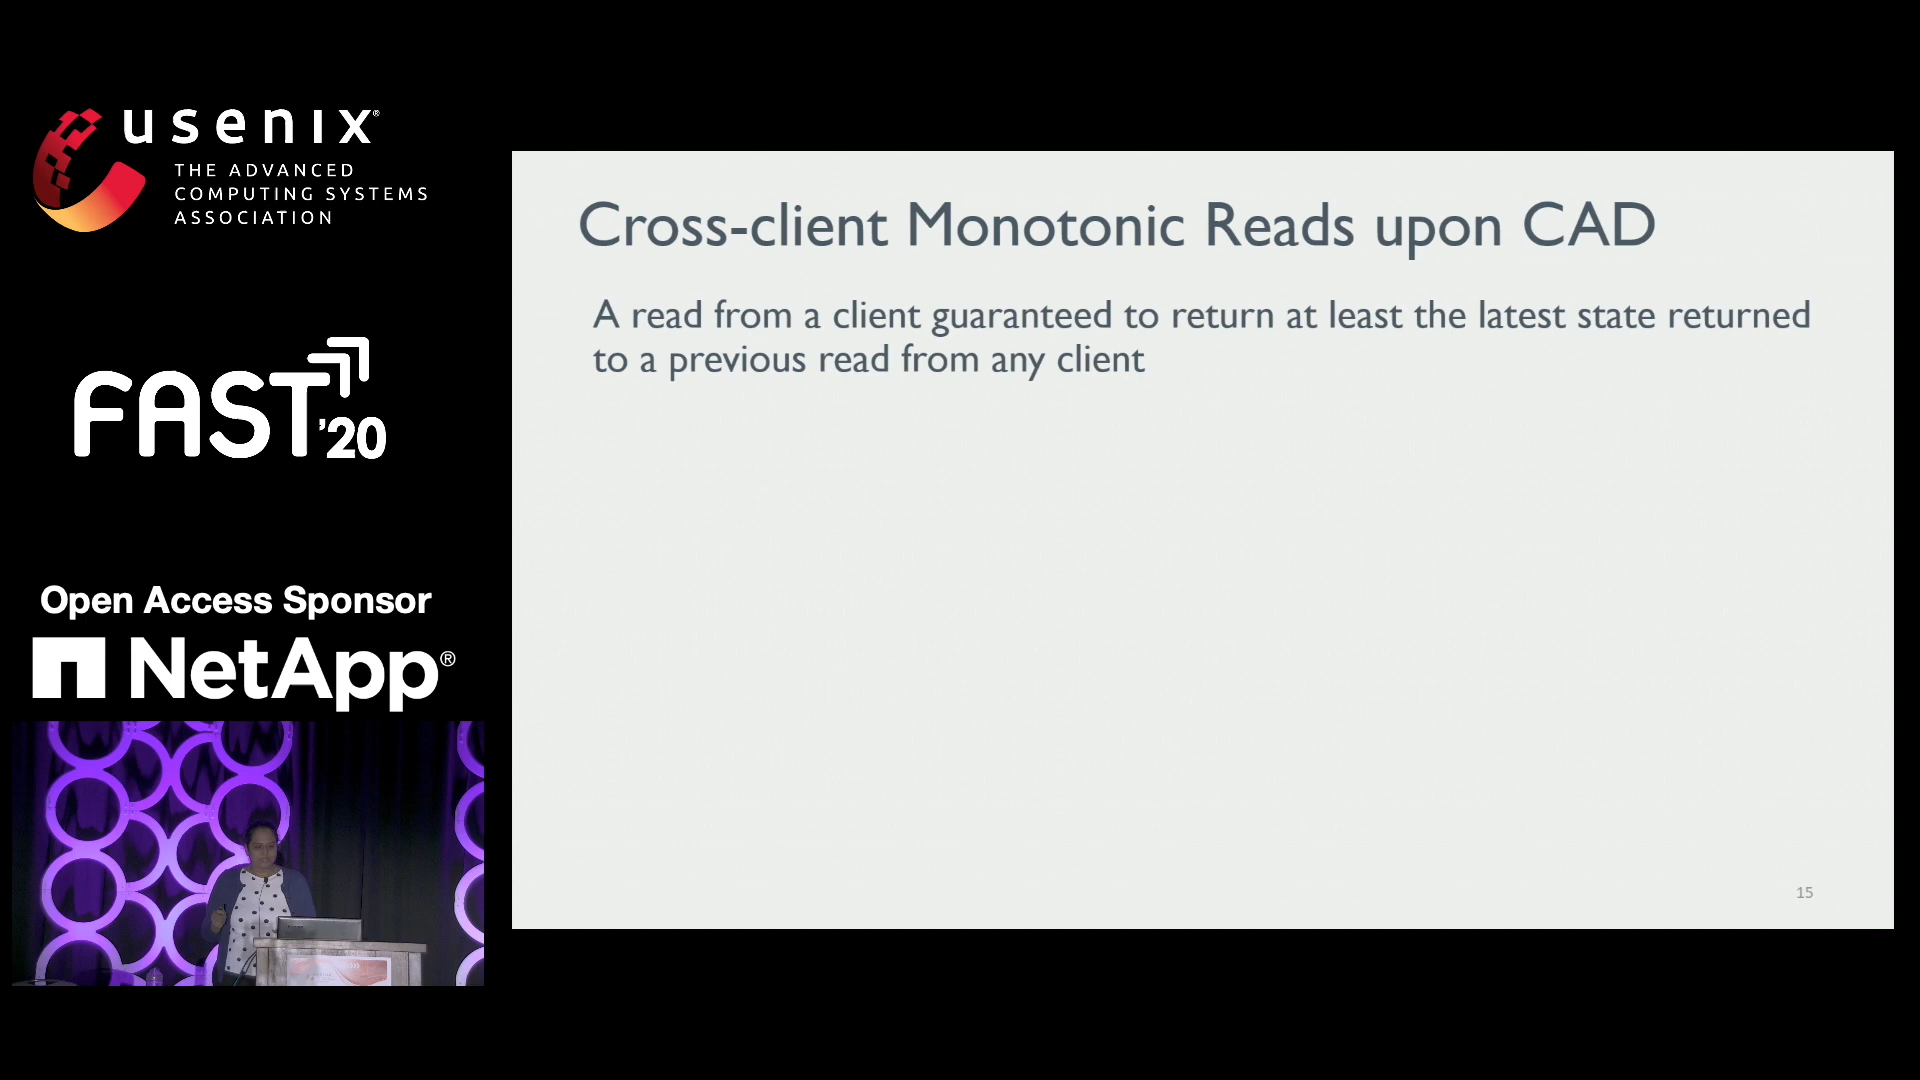 usenix®
THE ADVANCED
COMPUTING SYSTEMS
ASSOCIATION
FAST '20
Open Access Sponsor
NetApp®
Cross-client Monotonic Reads upon CAD
A read from a client guaranteed to return at least the latest state returned
to a previous read from any client
15